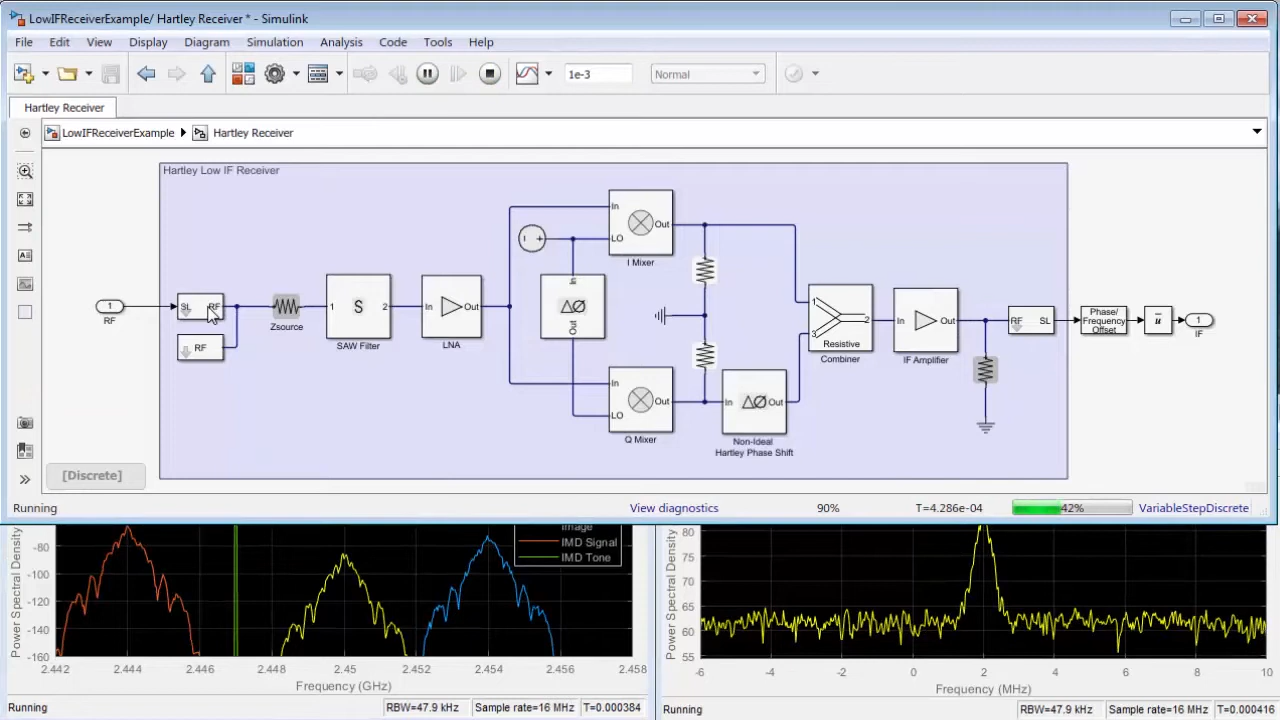 LowIFReceiverExample/ Hartley Receiver * - Simulink
File Edit View Display Diagram Simulation Analysis Code Tools Help
1e-3
Normal
Hartley Receiver
LowIFReceiverExample
Hartley Receiver
Hartley Low IF Receiver
1
RF
SL RF
RF
Zsource
1 S 2
SAW Filter
In Out
LNA
In
Out
LO
I Mixer
In
ΔØ
Out
In
Out
LO
Q Mixer
In ΔØ Out
Non-Ideal
Hartley Phase Shift
1
2
3
Resistive
Combiner
In Out
IF Amplifier
RF SL
Phase/
Frequency
Offset
u
1
IF
[Discrete]
Running
View diagnostics
90%
T=4.286e-04
42%
VariableStepDiscrete
Power Spectral Density
-80
-100
-120
-140
-160
2.442 2.444 2.446 2.448 2.45 2.452 2.454 2.456 2.458
Frequency (GHz)
Image
IMD Signal
IMD Tone
Running
RBW=47.9 kHz
Sample rate=16 MHz
T=0.000384
Power Spectral Density
80
75
70
65
60
55
-6 -4 -2 0 2 4 6 8 10
Frequency (MHz)
Running
RBW=47.9 kHz
Sample rate=16 MHz
T=0.000416